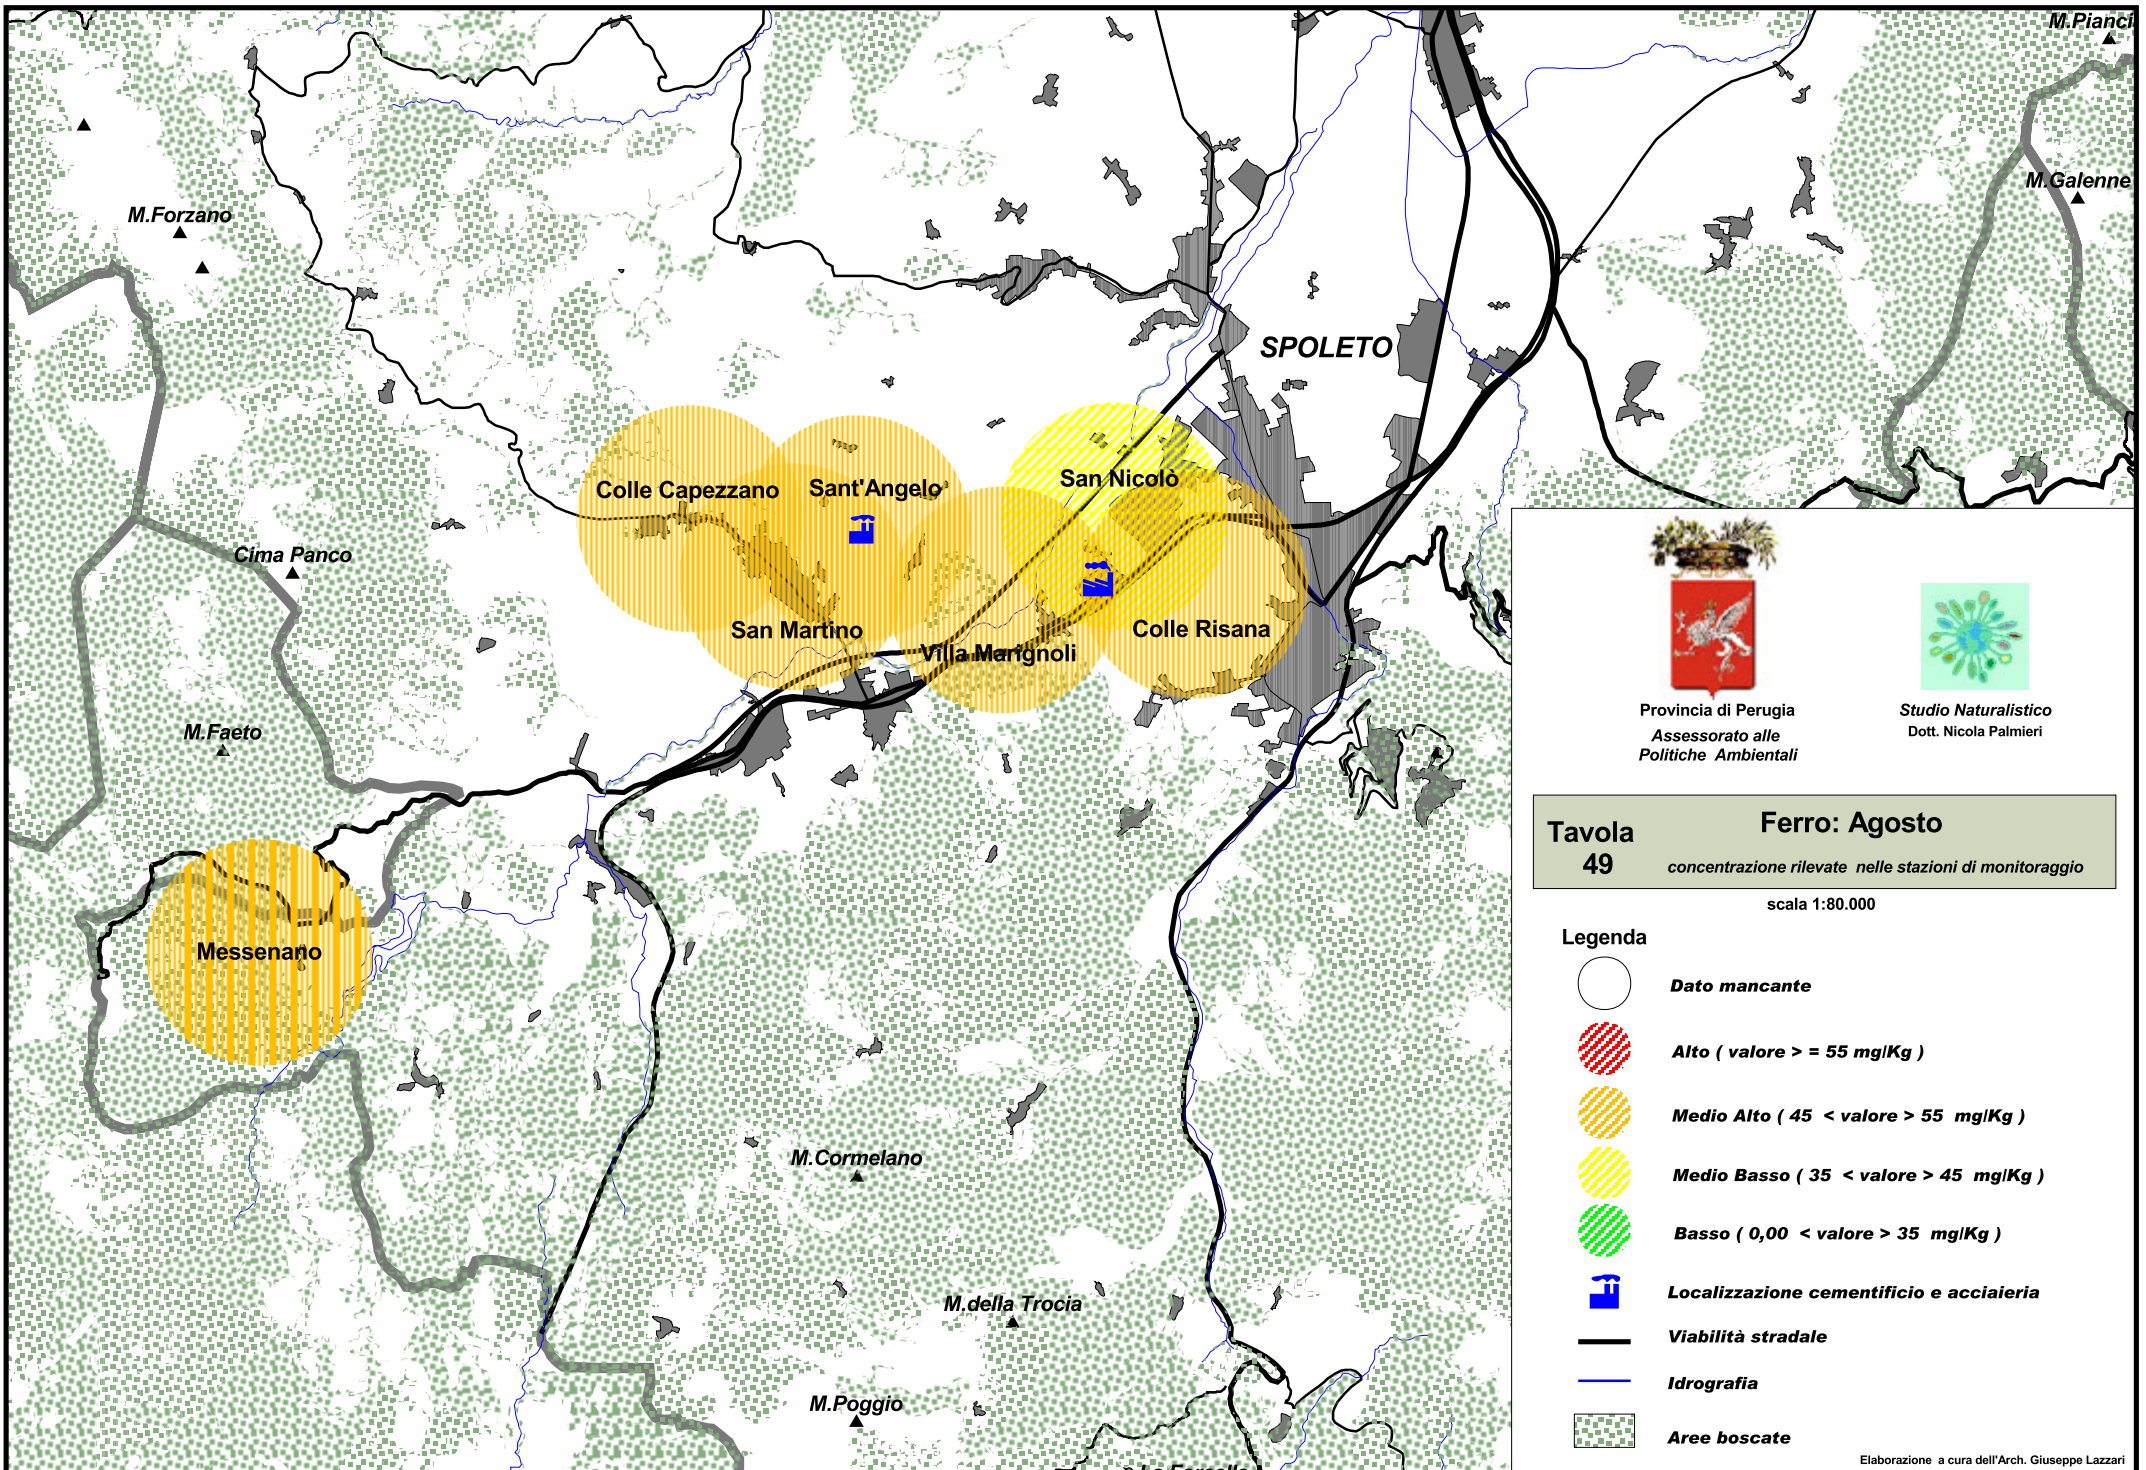 M.Pianci
M.Galenne
M.Forzano
SPOLETO
San Nicolò
Colle Capezzano
Sant'Angelo
Cima Panco
San Martino
Colle Risana
Villa Marignoli
M.Faeto
Messenano
M.Cormelano
M.della Trocia
M.Poggio
Provincia di Perugia
Assessorato alle
Politiche Ambientali
Studio Naturalistico
Dott. Nicola Palmieri
Tavola
49
Ferro: Agosto
concentrazione rilevate nelle stazioni di monitoraggio
scala 1:80.000
Legenda
Dato mancante
Alto ( valore > = 55 mg/Kg )
Medio Alto ( 45 < valore > 55 mg/Kg )
Medio Basso ( 35 < valore > 45 mg/Kg )
Basso ( 0,00 < valore > 35 mg/Kg )
Localizzazione cementificio e acciaieria
Viabilità stradale
Idrografia
Aree boscate
Elaborazione a cura dell'Arch. Giuseppe Lazzari